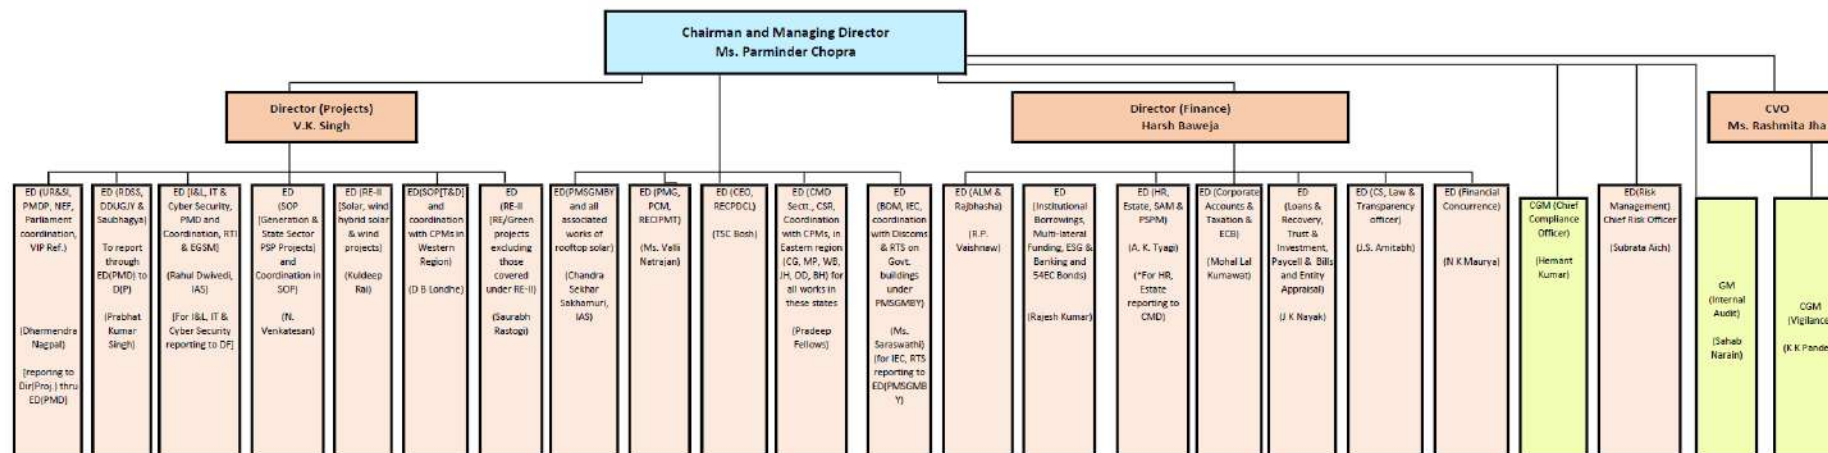 Chairman and Managing Director
Ms. Parminder Chopra
Director (Projects)
V.K. Singh
Director (Finance)
Harsh Baweja
CVO
Ms. Rashmita Jha
ED (UR&SI,
PMDP, NEF,
Parliament
coordination,
VIP Ref.)
(Dharmendra
Nagpal)
[reporting to
Dir(Proj.) thru
ED(PMD)
ED (RDSS,
DDUGJY &
Saubhagya)
To report
through
ED(PMD) to
D(P)
(Prabhat
Kumar
Singh)
ED [I&L, IT &
Cyber Security,
PMD and
Coordination, RTI
& EGSM]
(Rahul Dwivedi,
IAS)
[For I&L, IT &
Cyber Security
reporting to DF]
ED
(SOP
[Generation &
State Sector
PSP Projects)
and
Coordination in
SOP)
(N.
Venkatesan)
ED (RE-II
[Solar, wind
hybrid solar
& wind
projects)
(Kuldeep
Rai)
ED(SOP[T&D]
and
coordination
with CPMs in
Western
Region)
(D B Londhe)
ED
(RE-II
[RE/Green
projects
excluding
those
covered
under RE-II)
(Saurabh
Rastogi)
ED(PMSGMBY
and all
associated
works of
rooftop solar)
(Chandra
Sekhar
Sakhamuri,
IAS)
ED (PMG,
PCM,
RECIPMT)
(Ms. Valli
Natrajan)
ED (CEO,
RECPDCL)
(TSC Bosh)
ED (CMD
Sectt., CSR,
Coordination
with CPMs, in
Eastern region
(CG, MP, WB,
JH, OD, BH) for
all works in
these states
(Pradeep
Fellows)
ED
(BDM, IEC,
coordination
with Discoms
& RTS on
Govt.
buildings
under
PMSGMBY)
(Ms.
Saraswathi)
(for IEC, RTS
reporting to
ED(PMSGMB
Y)
ED (ALM &
Rajbhasha)
(R.P.
Vaishnaw)
ED
(Institutional
Borrowings,
Multi-lateral
Funding, ESG &
Banking and
54EC Bonds)
(Rajesh Kumar)
ED (HR,
Estate, SAM &
PSPM)
(A. K. Tyagi)
(*For HR,
Estate
reporting to
CMD)
ED (Corporate
Accounts &
Taxation &
ECB)
(Mohal Lal
Kumawat)
ED
(Loans &
Recovery,
Trust &
Investment,
Paycell & Bills
and Entity
Appraisal)
(J K Nayak)
ED (CS, Law &
Transparency
officer)
(J.S. Amitabh)
ED (Financial
Concurrence)
(N K Maurya)
CGM (Chief
Compliance
Officer)
(Hemant
Kumar)
ED(Risk
Management)
Chief Risk Officer
(Subrata Aich)
GM
(Internal
Audit)
(Sahab
Narain)
CGM
(Vigilance
(K K Pande